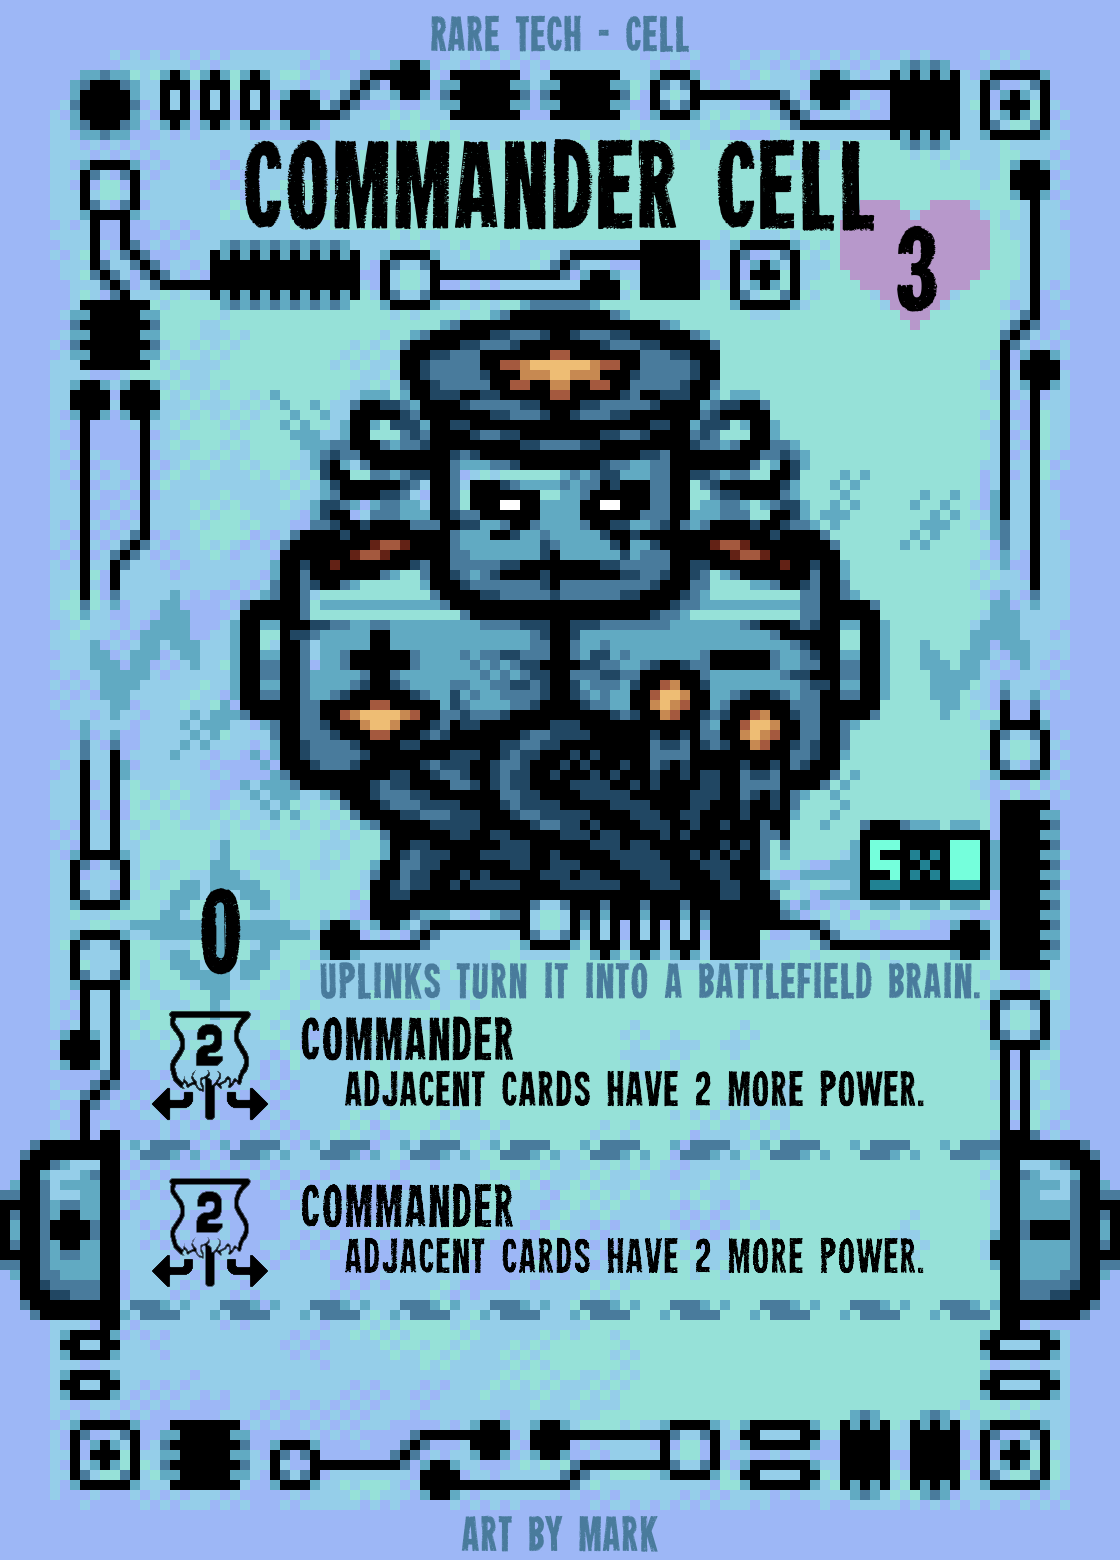 RARE TECH - CELL
COMMANDER CELL
3
5
0
UPLINKS TURN IT INTO A BATTLEFIELD BRAIN.
2
COMMANDER
ADJACENT CARDS HAVE 2 MORE POWER.
2
COMMANDER
ADJACENT CARDS HAVE 2 MORE POWER.
ART BY MARK